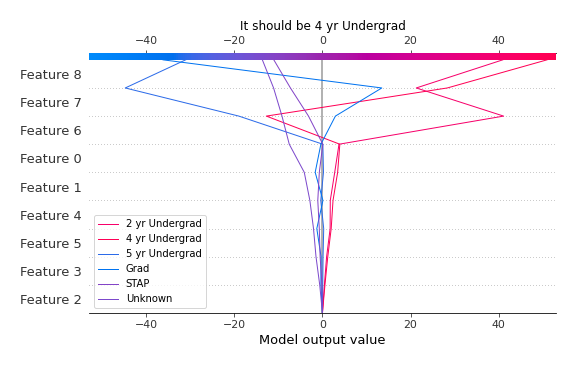 It should be 4 yr Undergrad
−40 −20 0 20 40
Feature 8
Feature 7
Feature 6
Feature 0
Feature 1
Feature 4
Feature 5
Feature 3
Feature 2
2 yr Undergrad
4 yr Undergrad
5 yr Undergrad
Grad
STAP
Unknown
−40 −20 0 20 40
Model output value